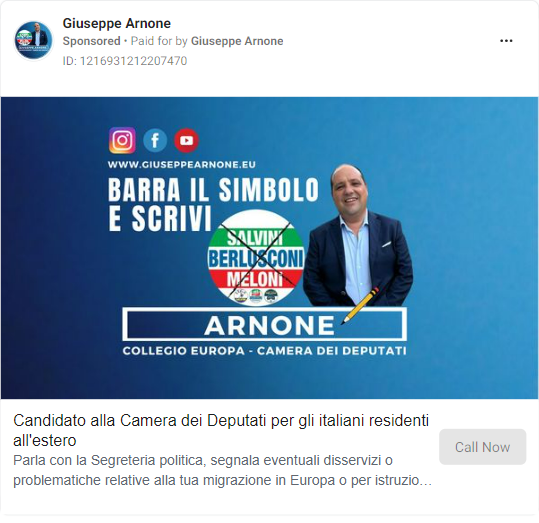 Giuseppe Arnone
Sponsored • Paid for by Giuseppe Arnone
ID: 1216931212207470
WWW.GIUSEPPEARNONE.EU
BARRA IL SIMBOLO
E SCRIVI
SALVINI
BERLUSCONI
MELONI
ARNONE
COLLEGIO EUROPA - CAMERA DEI DEPUTATI
Candidato alla Camera dei Deputati per gli italiani residenti
all'estero
Call Now
Parla con la Segreteria politica, segnala eventuali disservizi o
problematiche relative alla tua migrazione in Europa o per istruzio…